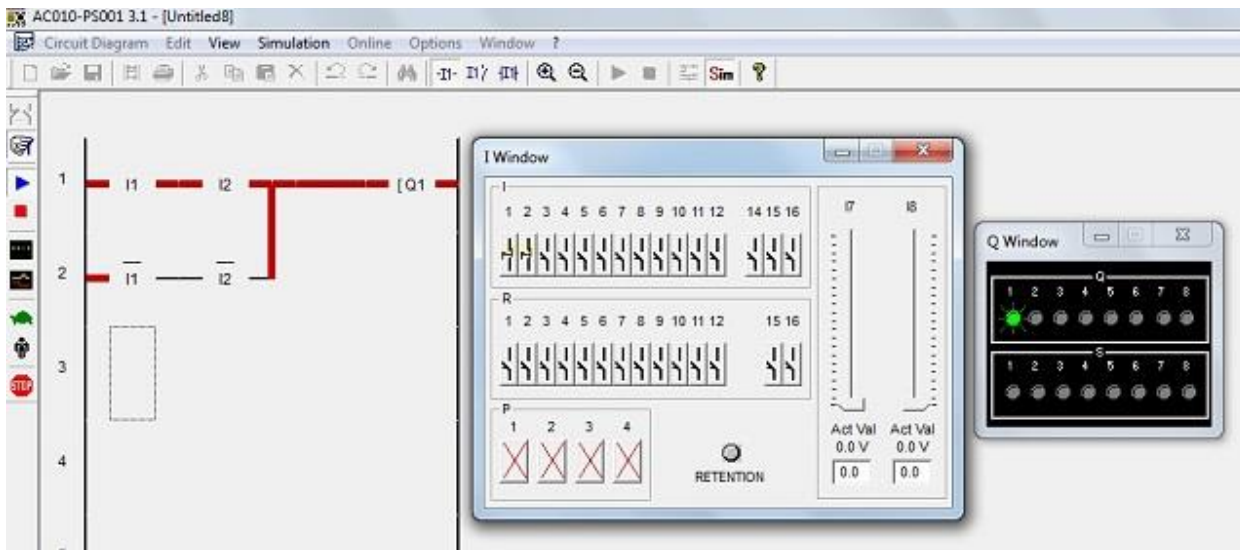 AC010-PS001 3.1 - [Untitled8]
Circuit Diagram Edit View Simulation Online Options Window ?
Sim ?
1 I1 I2 [ Q1
2 I1 I2
3
4
STOP
I Window
I
1 2 3 4 5 6 7 8 9 10 11 12 14 15 16
R
1 2 3 4 5 6 7 8 9 10 11 12 15 16
P
1 2 3 4
RETENTION
I7 I8
Act Val Act Val
0.0 V 0.0 V
0.0 0.0
Q Window
Q
1 2 3 4 5 6 7 8
S
1 2 3 4 5 6 7 8